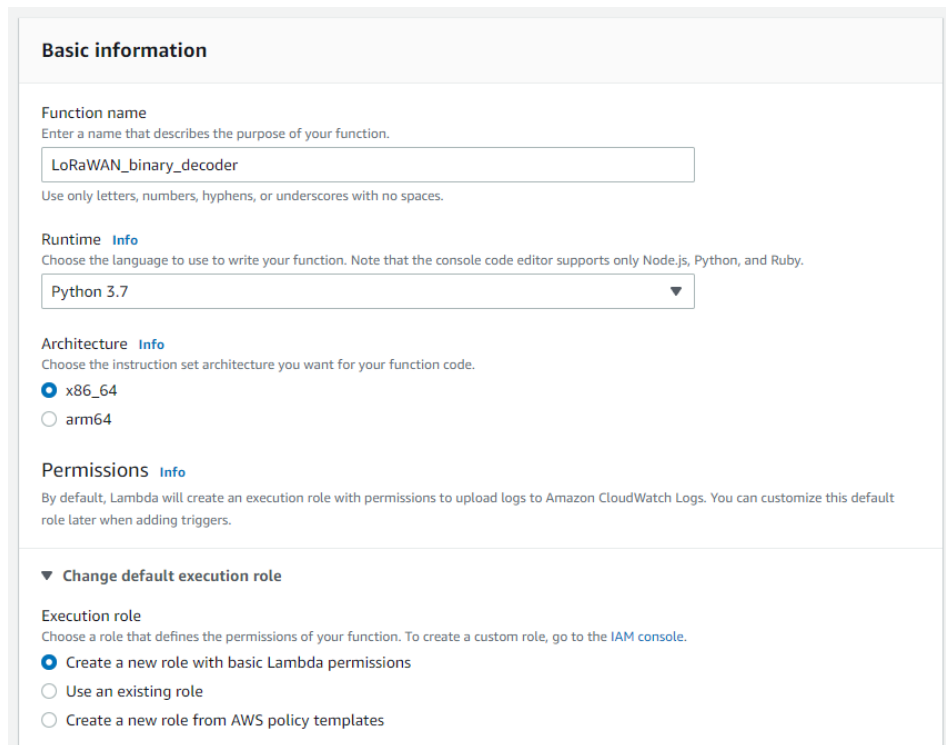 Basic information
Function name
Enter a name that describes the purpose of your function.
LoRaWAN_binary_decoder
Use only letters, numbers, hyphens, or underscores with no spaces.
Runtime Info
Choose the language to use to write your function. Note that the console code editor supports only Node.js, Python, and Ruby.
Python 3.7
Architecture Info
Choose the instruction set architecture you want for your function code.
x86_64
arm64
Permissions Info
By default, Lambda will create an execution role with permissions to upload logs to Amazon CloudWatch Logs. You can customize this default
role later when adding triggers.
Change default execution role
Execution role
Choose a role that defines the permissions of your function. To create a custom role, go to the IAM console.
Create a new role with basic Lambda permissions
Use an existing role
Create a new role from AWS policy templates